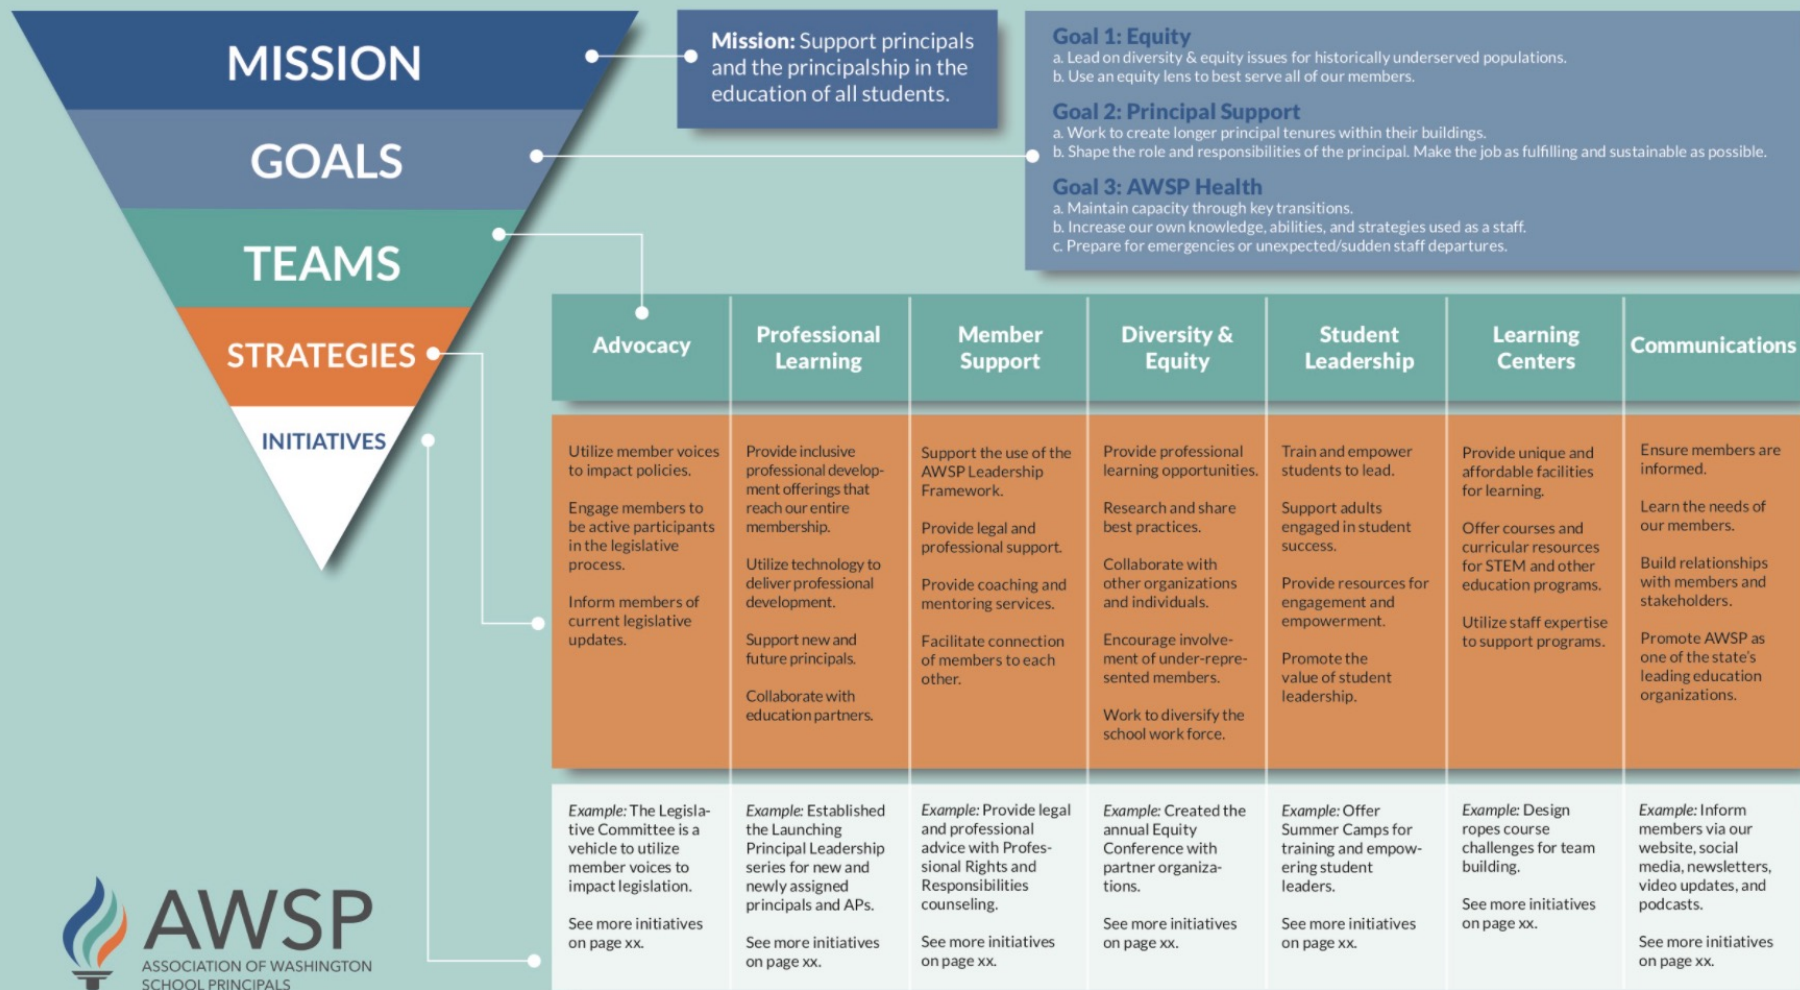 MISSION
GOALS
TEAMS
STRATEGIES
INITIATIVES
Mission: Support principals
and the principalship in the
education of all students.
Goal 1: Equity
a. Lead on diversity & equity issues for historically underserved populations.
b. Use an equity lens to best serve all of our members.
Goal 2: Principal Support
a. Work to create longer principal tenures within their buildings.
b. Shape the role and responsibilities of the principal. Make the job as fulfilling and sustainable as possible.
Goal 3: AWSP Health
a. Maintain capacity through key transitions.
b. Increase our own knowledge, abilities, and strategies used as a staff.
c. Prepare for emergencies or unexpected/sudden staff departures.
Advocacy
Professional
Learning
Member
Support
Diversity &
Equity
Student
Leadership
Learning
Centers
Communications
Utilize member voices
to impact policies.
Engage members to
be active participants
in the legislative
process.
Inform members of
current legislative
updates.
Provide inclusive
professional develop-
ment offerings that
reach our entire
membership.
Utilize technology to
deliver professional
development.
Support new and
future principals.
Collaborate with
education partners.
Support the use of the
AWSP Leadership
Framework.
Provide legal and
professional support.
Provide coaching and
mentoring services.
Facilitate connection
of members to each
other.
Provide professional
learning opportunities.
Research and share
best practices.
Collaborate with
other organizations
and individuals.
Encourage involve-
ment of under-repre-
sented members.
Work to diversify the
school work force.
Train and empower
students to lead.
Support adults
engaged in student
success.
Provide resources for
engagement and
empowerment.
Promote the
value of student
leadership.
Provide unique and
affordable facilities
for learning.
Offer courses and
curricular resources
for STEM and other
education programs.
Utilize staff expertise
to support programs.
Ensure members are
informed.
Learn the needs of
our members.
Build relationships
with members and
stakeholders.
Promote AWSP as
one of the state's
leading education
organizations.
Example: The Legisla-
tive Committee is a
vehicle to utilize
member voices to
impact legislation.
See more initiatives
on page xx.
Example: Established
the Launching
Principal Leadership
series for new and
newly assigned
principals and APs.
See more initiatives
on page xx.
Example: Provide legal
and professional
advice with Profes-
sional Rights and
Responsibilities
counseling.
See more initiatives
on page xx.
Example: Created the
annual Equity
Conference with
partner organiza-
tions.
See more initiatives
on page xx.
Example: Offer
Summer Camps for
training and empow-
ering student
leaders.
See more initiatives
on page xx.
Example: Design
ropes course
challenges for team
building.
See more initiatives
on page xx.
Example: Inform
members via our
website, social
media, newsletters,
video updates, and
podcasts.
See more initiatives
on page xx.
AWSP
ASSOCIATION OF WASHINGTON
SCHOOL PRINCIPALS